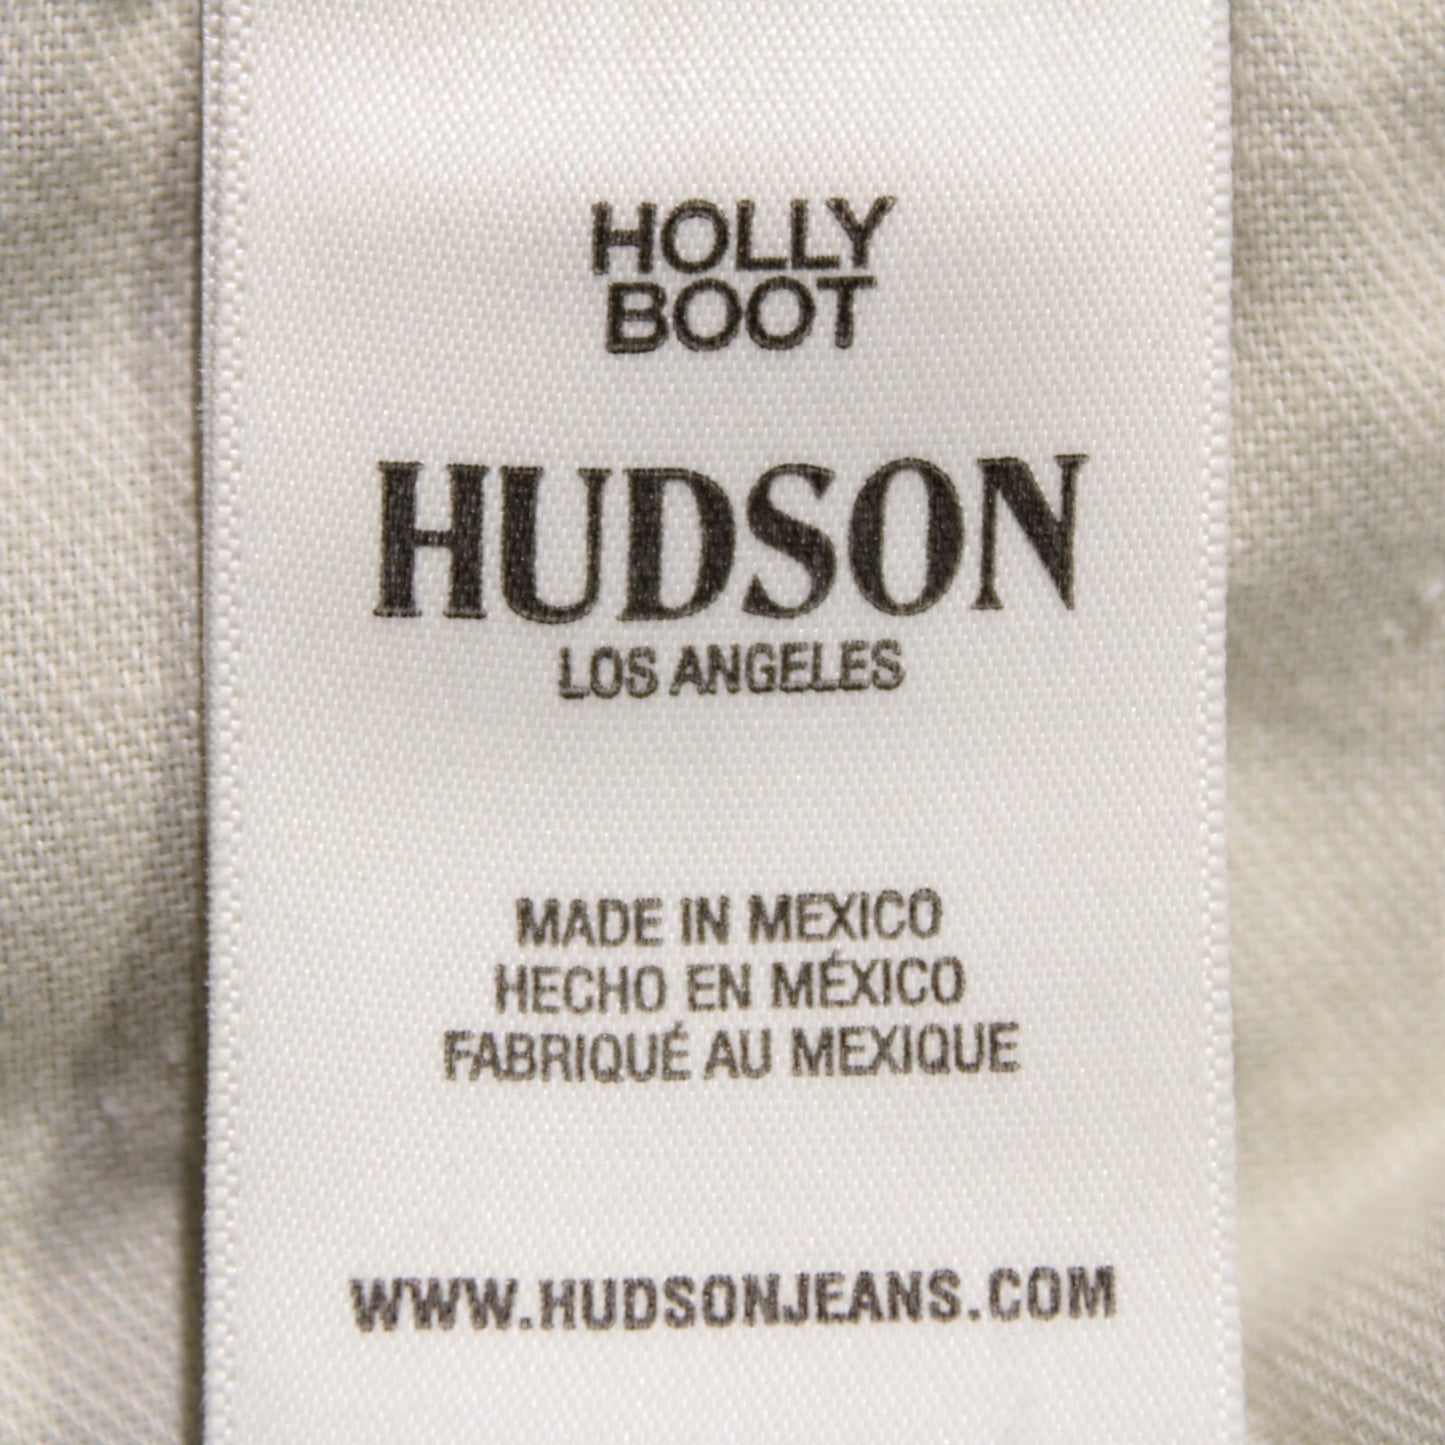 HOLLY
BOOT
HUDSON
LOS ANGELES
MADE IN MEXICO
HECHO EN MÉXICO
FABRIQUÉ AU MEXIQUE
WWW.HUDSONJEANS.COM